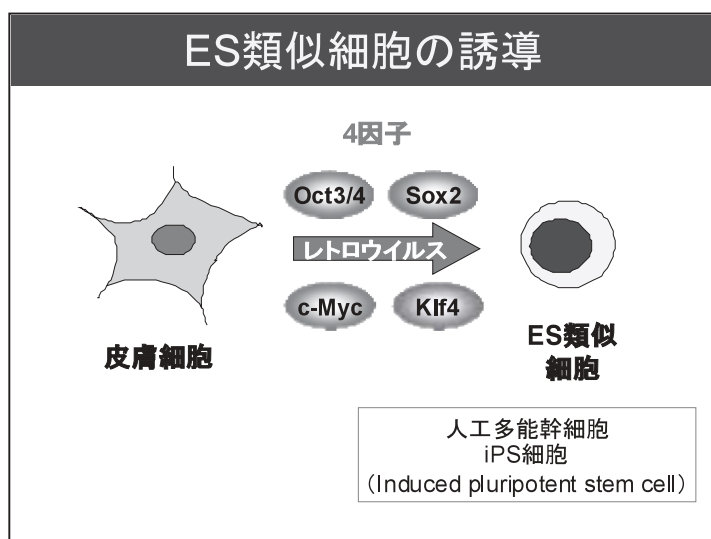 ES類似細胞の誘導
4因子
Oct3/4 Sox2
レトロウイルス
c-Myc Klf4
皮膚細胞
ES類似
細胞
人工多能幹細胞
iPS細胞
（Induced pluripotent stem cell）